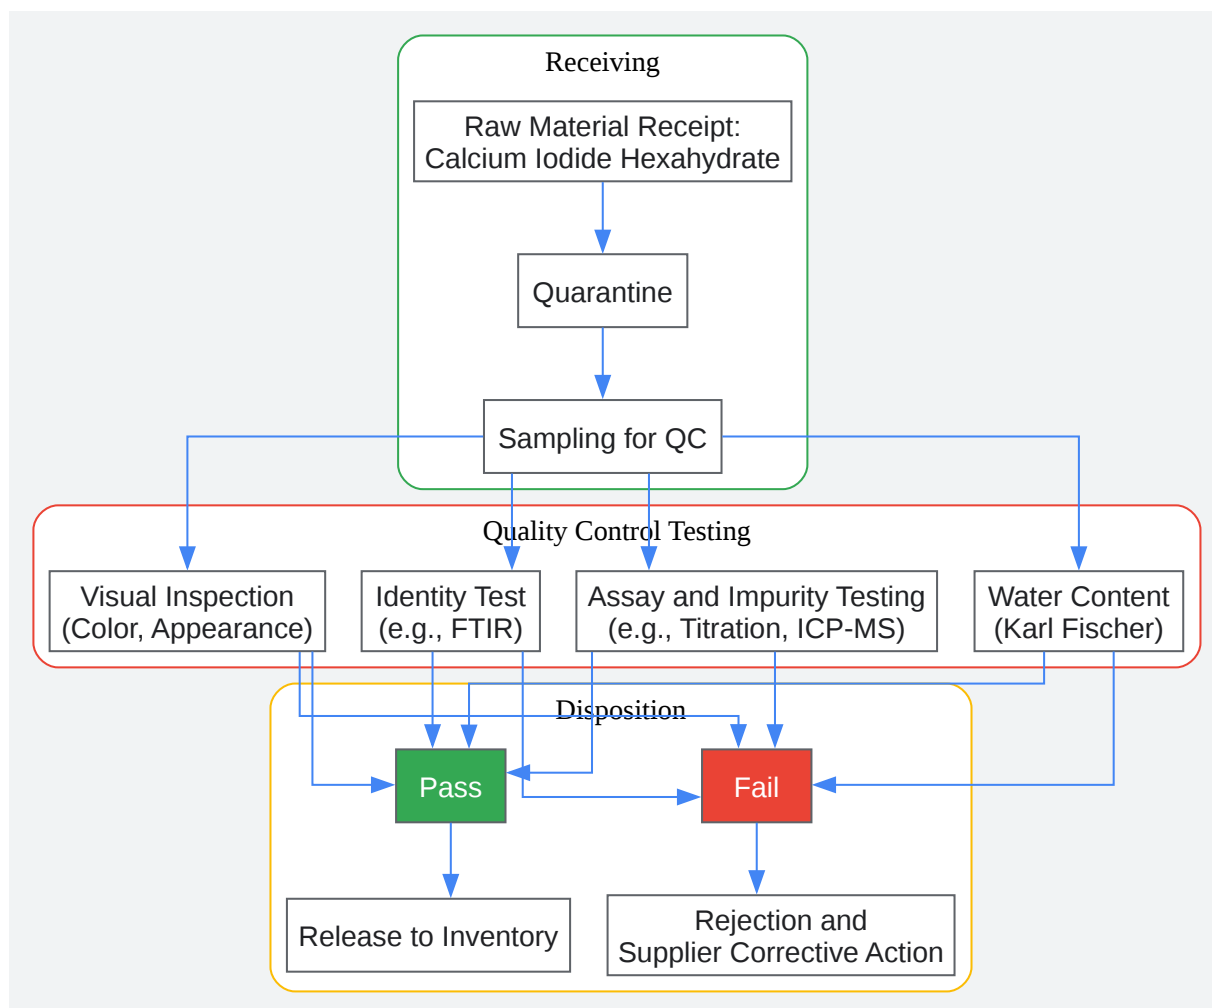 Receiving
Raw Material Receipt:
Calcium Iodide Hexahydrate
Quarantine
Sampling for QC
Quality Control Testing
Visual Inspection
(Color, Appearance)
Identity Test
(e.g., FTIR)
Assay and Impurity Testing
(e.g., Titration, ICP-MS)
Water Content
(Karl Fischer)
Disposition
Pass
Fail
Release to Inventory
Rejection and
Supplier Corrective Action